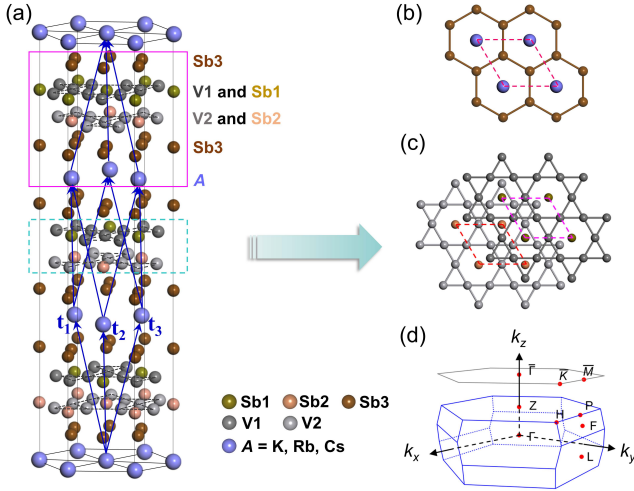 (a)
Sb3
V1 and Sb1
V2 and Sb2
Sb3
A
t1
t2
t3
Sb1
Sb2
Sb3
V1
V2
A = K, Rb, Cs
(b)
(c)
(d)
kz
Γ̅
K̅
M̅
Z
H
P
F
Γ
L
kx
ky